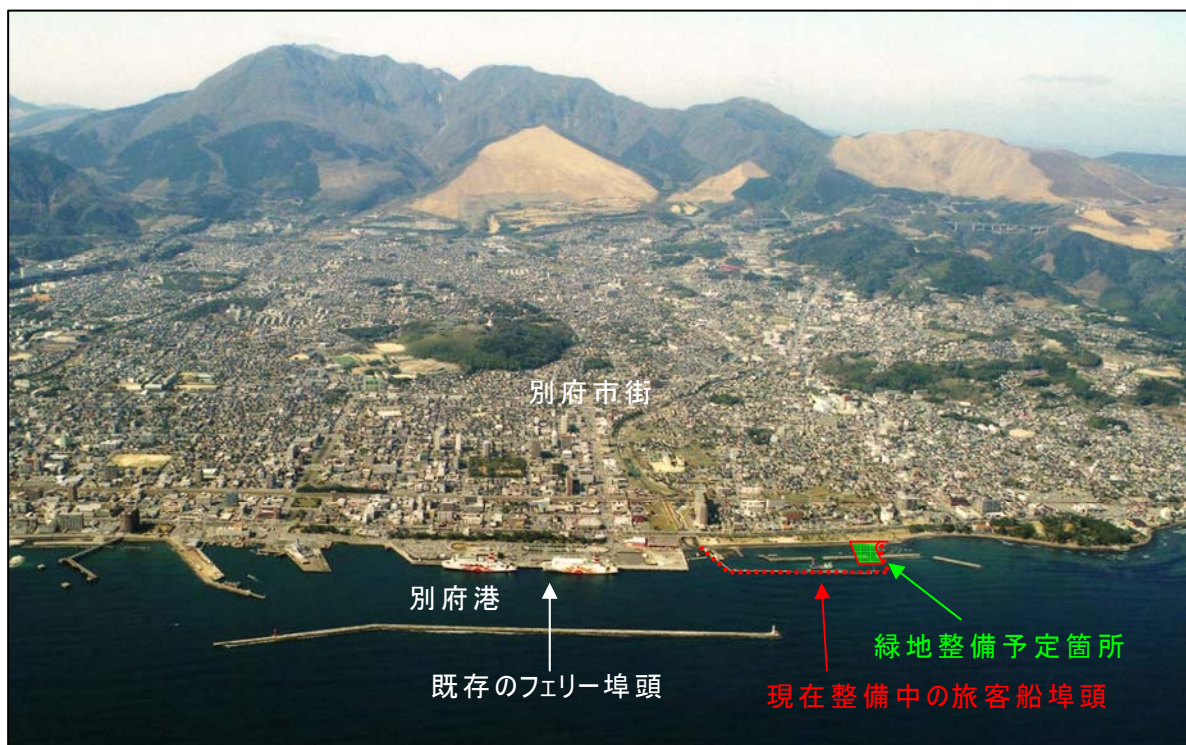 別府市街
別府港
緑地整備予定箇所
既存のフェリー埠頭
現在整備中の旅客船埠頭